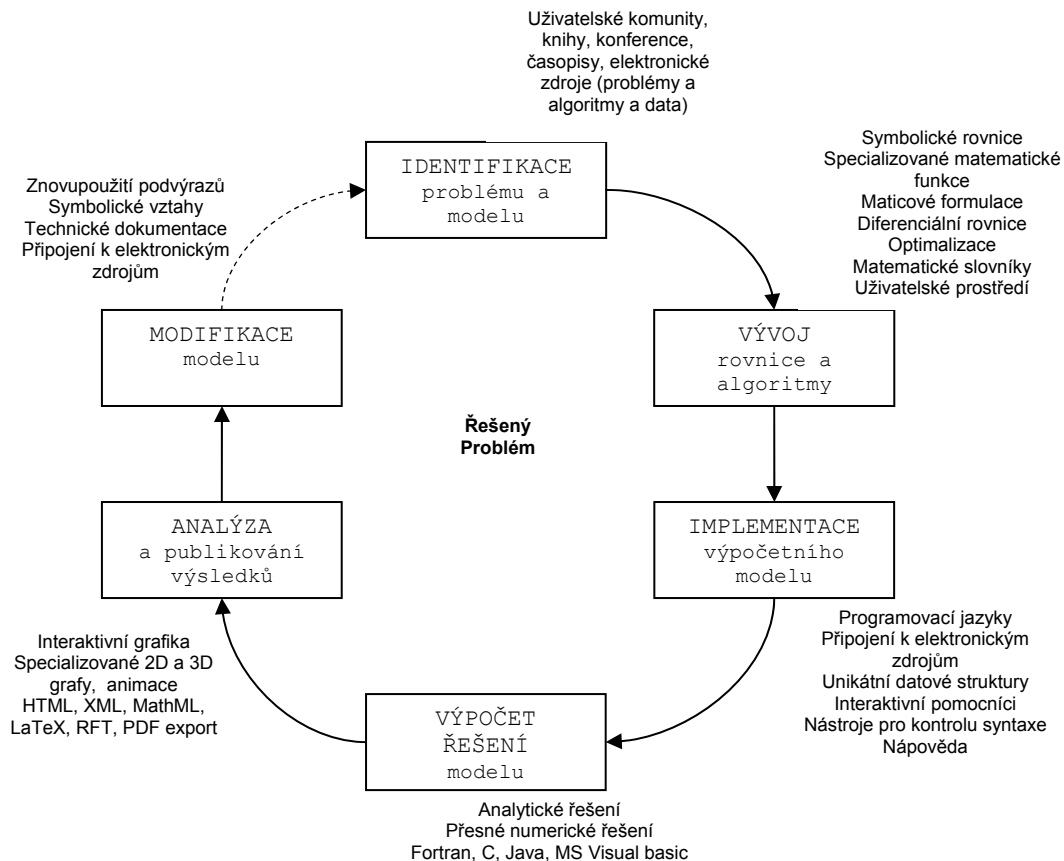 Uživatelské komunity,
knihy, konference,
časopisy, elektronické
zdroje (problémy a
algoritmy a data)
IDENTIFIKACE
problému a
modelu
Symbolické rovnice
Specializované matematické
funkce
Maticové formulace
Diferenciální rovnice
Optimalizace
Matematické slovníky
Uživatelské prostředí
Znovupoužití podvýrazů
Symbolické vztahy
Technické dokumentace
Připojení k elektronickým
zdrojům
MODIFIKACE
modelu
VÝVOJ
rovnice a
algoritmy
Řešený
Problém
ANALÝZA
a publikování
výsledků
IMPLEMENTACE
výpočetního
modelu
Interaktivní grafika
Specializované 2D a 3D
grafy, animace
HTML, XML, MathML,
LaTeX, RFT, PDF export
Programovací jazyky
Připojení k elektronickým
zdrojům
Unikátní datové struktury
Interaktivní pomocníci
Nástroje pro kontrolu syntaxe
Nápověda
VÝPOČET
ŘEŠENÍ
modelu
Analytické řešení
Přesné numerické řešení
Fortran, C, Java, MS Visual basic